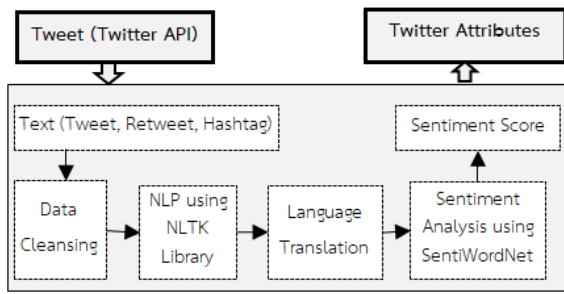 Tweet (Twitter API)
Twitter Attributes
Text (Tweet, Retweet, Hashtag)
Sentiment Score
Data
Cleansing
NLP using
NLTK
Library
Language
Translation
Sentiment
Analysis using
SentiWordNet